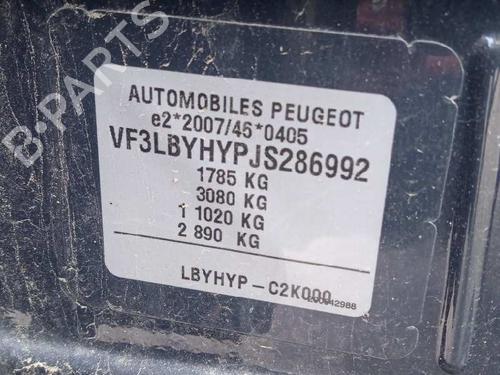 B-PARTS
AUTOMOBILES PEUGEOT
e2*2007/46*0405
VF3LBYHYPJS286992
1785 KG
3080 KG
1 1020 KG
2 890 KG
LBYHYP-C2K000